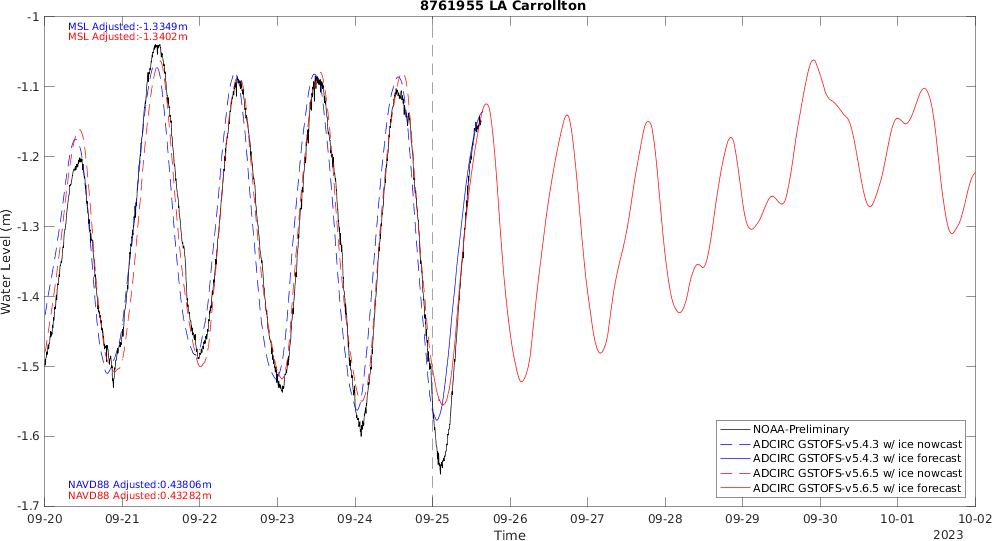 8761955 LA Carrollton
MSL Adjusted:-1.3349m
MSL Adjusted:-1.3402m
-1
-1.1
-1.2
-1.3
-1.4
-1.5
-1.6
-1.7
Water Level (m)
NAVD88 Adjusted:0.43806m
NAVD88 Adjusted:0.43282m
NOAA-Preliminary
ADCIRC GSTOFS-v5.4.3 w/ ice nowcast
ADCIRC GSTOFS-v5.4.3 w/ ice forecast
ADCIRC GSTOFS-v5.6.5 w/ ice nowcast
ADCIRC GSTOFS-v5.6.5 w/ ice forecast
09-20 09-21 09-22 09-23 09-24 09-25 09-26 09-27 09-28 09-29 09-30 10-01 10-02
Time
2023